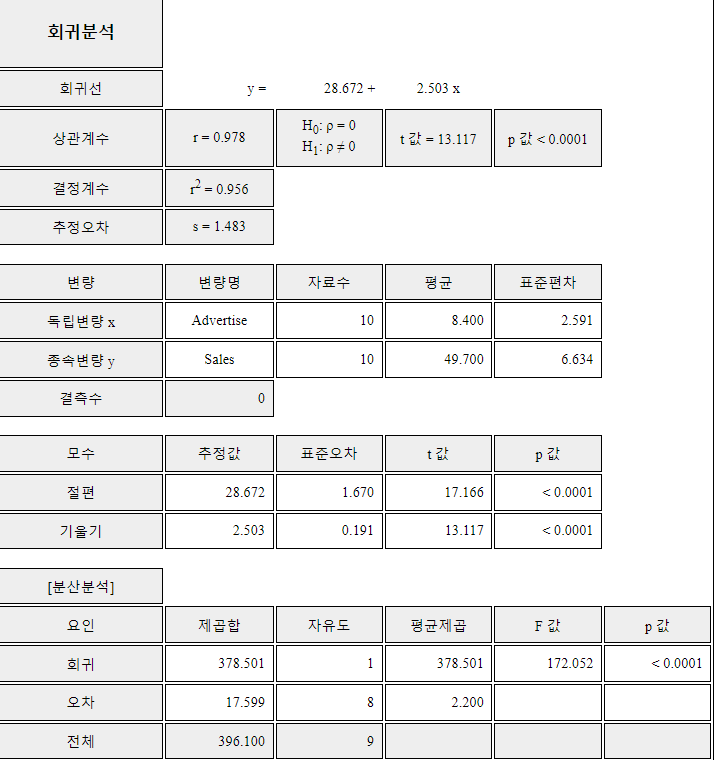 회귀분석
회귀선 y = 28.672 + 2.503 x
상관계수 r = 0.978 H0: ρ = 0 H1: ρ ≠ 0 t 값 = 13.117 p 값 < 0.0001
결정계수 r2 = 0.956
추정오차 s = 1.483
변량 변량명 자료수 평균 표준편차
독립변량 x Advertise 10 8.400 2.591
종속변량 y Sales 10 49.700 6.634
결측수 0
모수 추정값 표준오차 t 값 p 값
절편 28.672 1.670 17.166 < 0.0001
기울기 2.503 0.191 13.117 < 0.0001
[분산분석]
요인 제곱합 자유도 평균제곱 F 값 p 값
회귀 378.501 1 378.501 172.052 < 0.0001
오차 17.599 8 2.200
전체 396.100 9